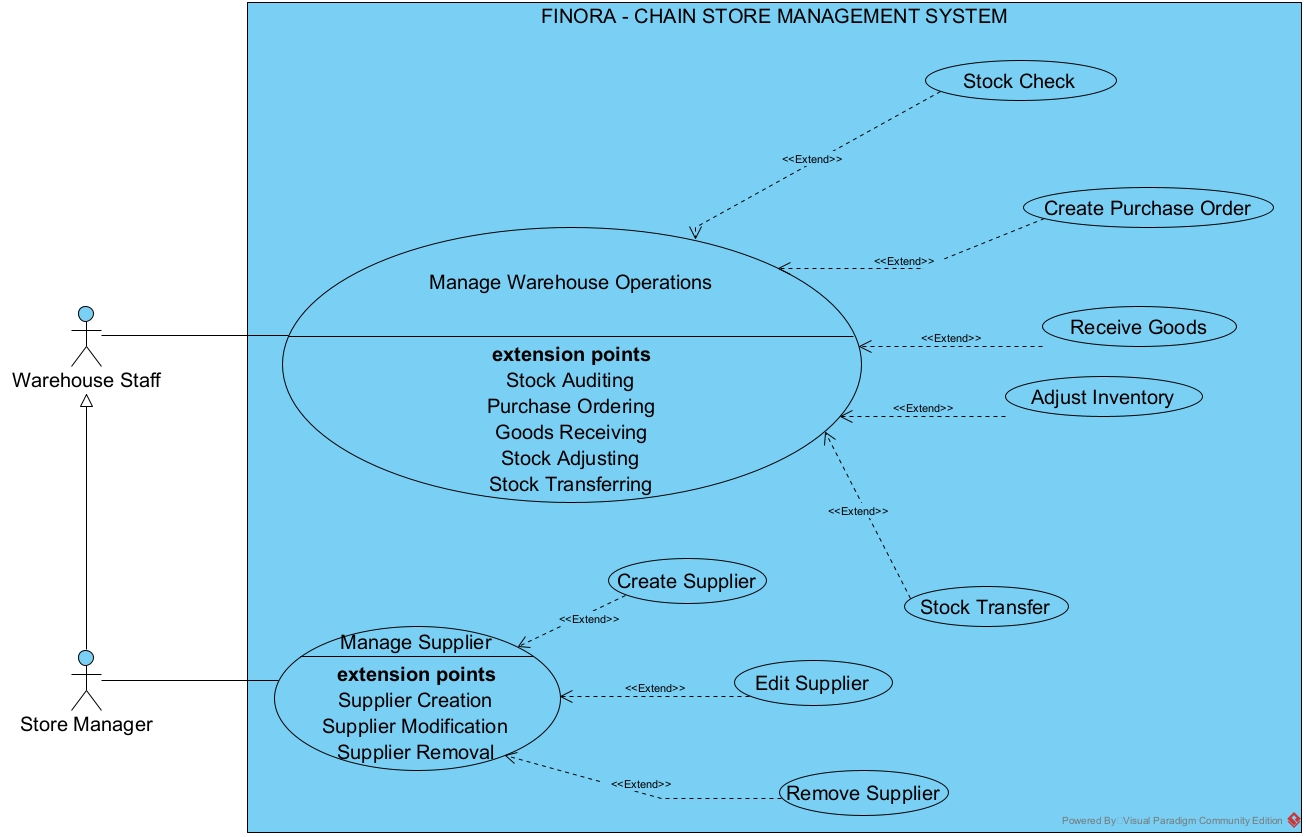 FINORA - CHAIN STORE MANAGEMENT SYSTEM
Stock Check
<<Extend>>
Create Purchase Order
<<Extend>>
Manage Warehouse Operations
Receive Goods
<<Extend>>
extension points
Stock Auditing
Purchase Ordering
Goods Receiving
Stock Adjusting
Stock Transferring
Warehouse Staff
Adjust Inventory
<<Extend>>
<<Extend>>
Stock Transfer
Create Supplier
<<Extend>>
Manage Supplier
extension points
Supplier Creation
Supplier Modification
Supplier Removal
Edit Supplier
<<Extend>>
Store Manager
<<Extend>>
Remove Supplier
Powered By: Visual Paradigm Community Edition